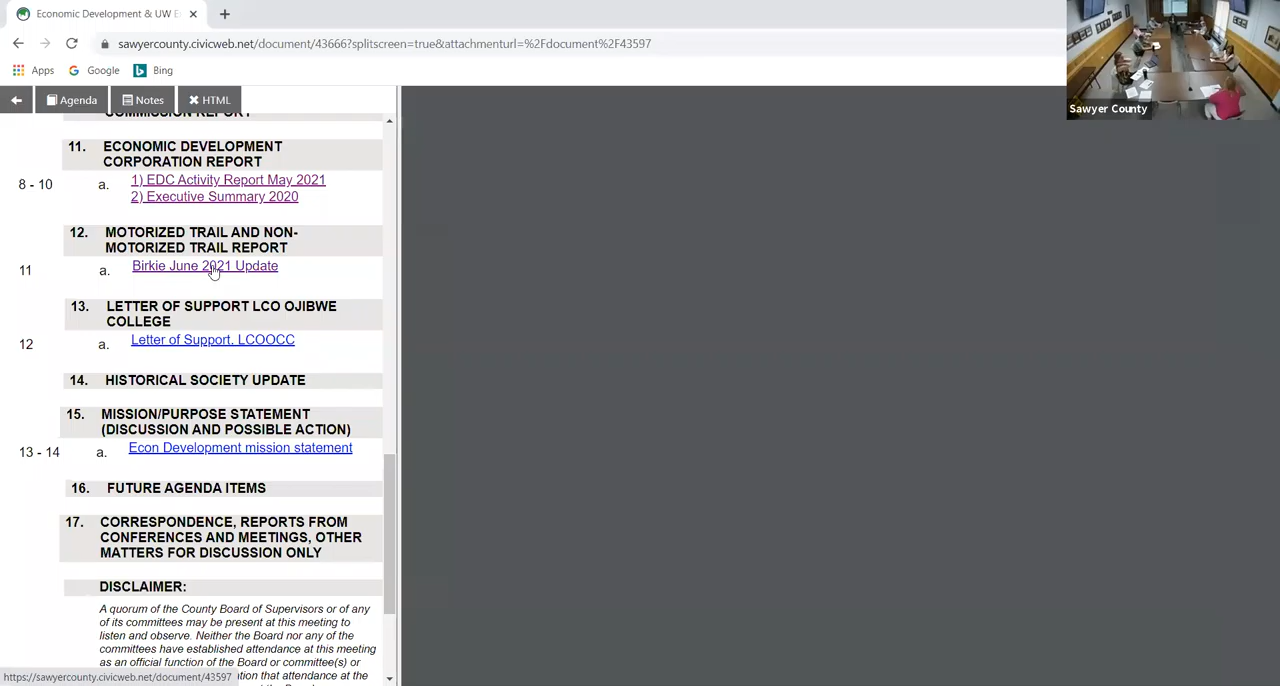 Economic Development & UW E
sawyercounty.civicweb.net/document/43666?splitscreen=true&attachmenturl=%2Fdocument%2F43597
Apps Google Bing
Sawyer County
Agenda Notes HTML
COMMISSION REPORT
11. ECONOMIC DEVELOPMENT
CORPORATION REPORT
8 - 10 a. 1) EDC Activity Report May 2021
2) Executive Summary 2020
12. MOTORIZED TRAIL AND NON-
MOTORIZED TRAIL REPORT
11 a. Birkie June 2021 Update
13. LETTER OF SUPPORT LCO OJIBWE
COLLEGE
12 a. Letter of Support. LCOOCC
14. HISTORICAL SOCIETY UPDATE
15. MISSION/PURPOSE STATEMENT
(DISCUSSION AND POSSIBLE ACTION)
13 - 14 a. Econ Development mission statement
16. FUTURE AGENDA ITEMS
17. CORRESPONDENCE, REPORTS FROM
CONFERENCES AND MEETINGS, OTHER
MATTERS FOR DISCUSSION ONLY
DISCLAIMER:
A quorum of the County Board of Supervisors or of any
of its committees may be present at this meeting to
listen and observe. Neither the Board nor any of the
committees have established attendance at this meeting
as an official function of the Board or committee(s) or
tion that attendance at the
https://sawyercounty.civicweb.net/document/43597